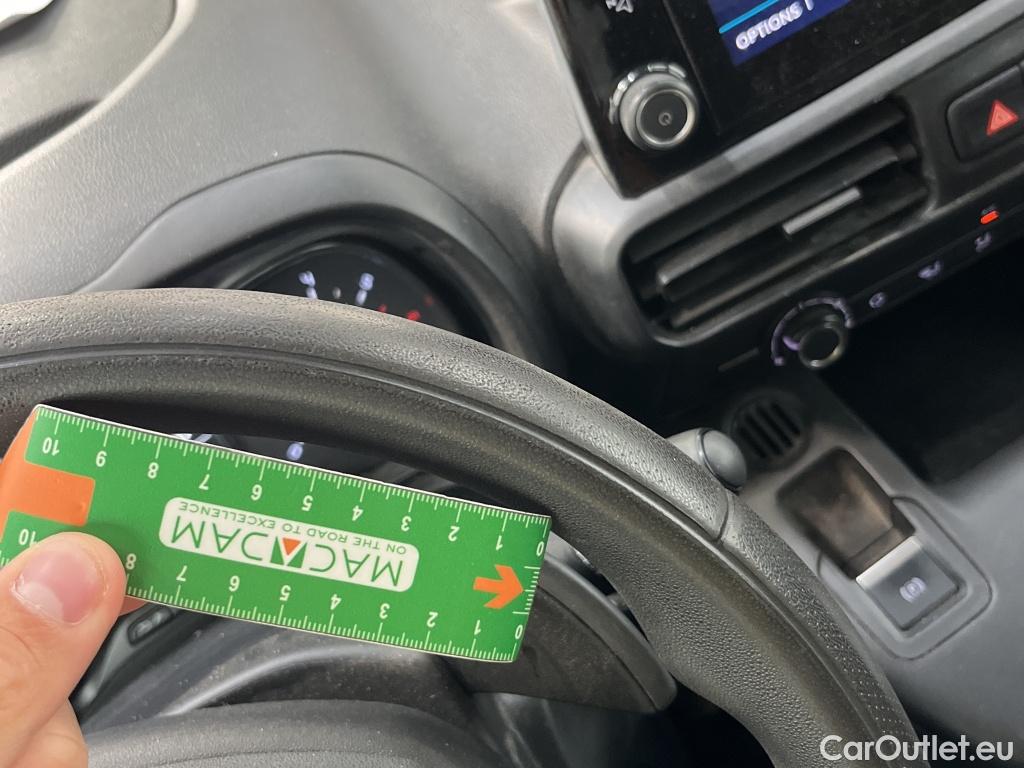 OPTIONS
10 9 8 7 6 5 4 3 2 1 0
MACADAM
ON THE ROAD TO EXCELLENCE
10 8 7 6 5 4 3 2 1 0
CarOutlet.eu